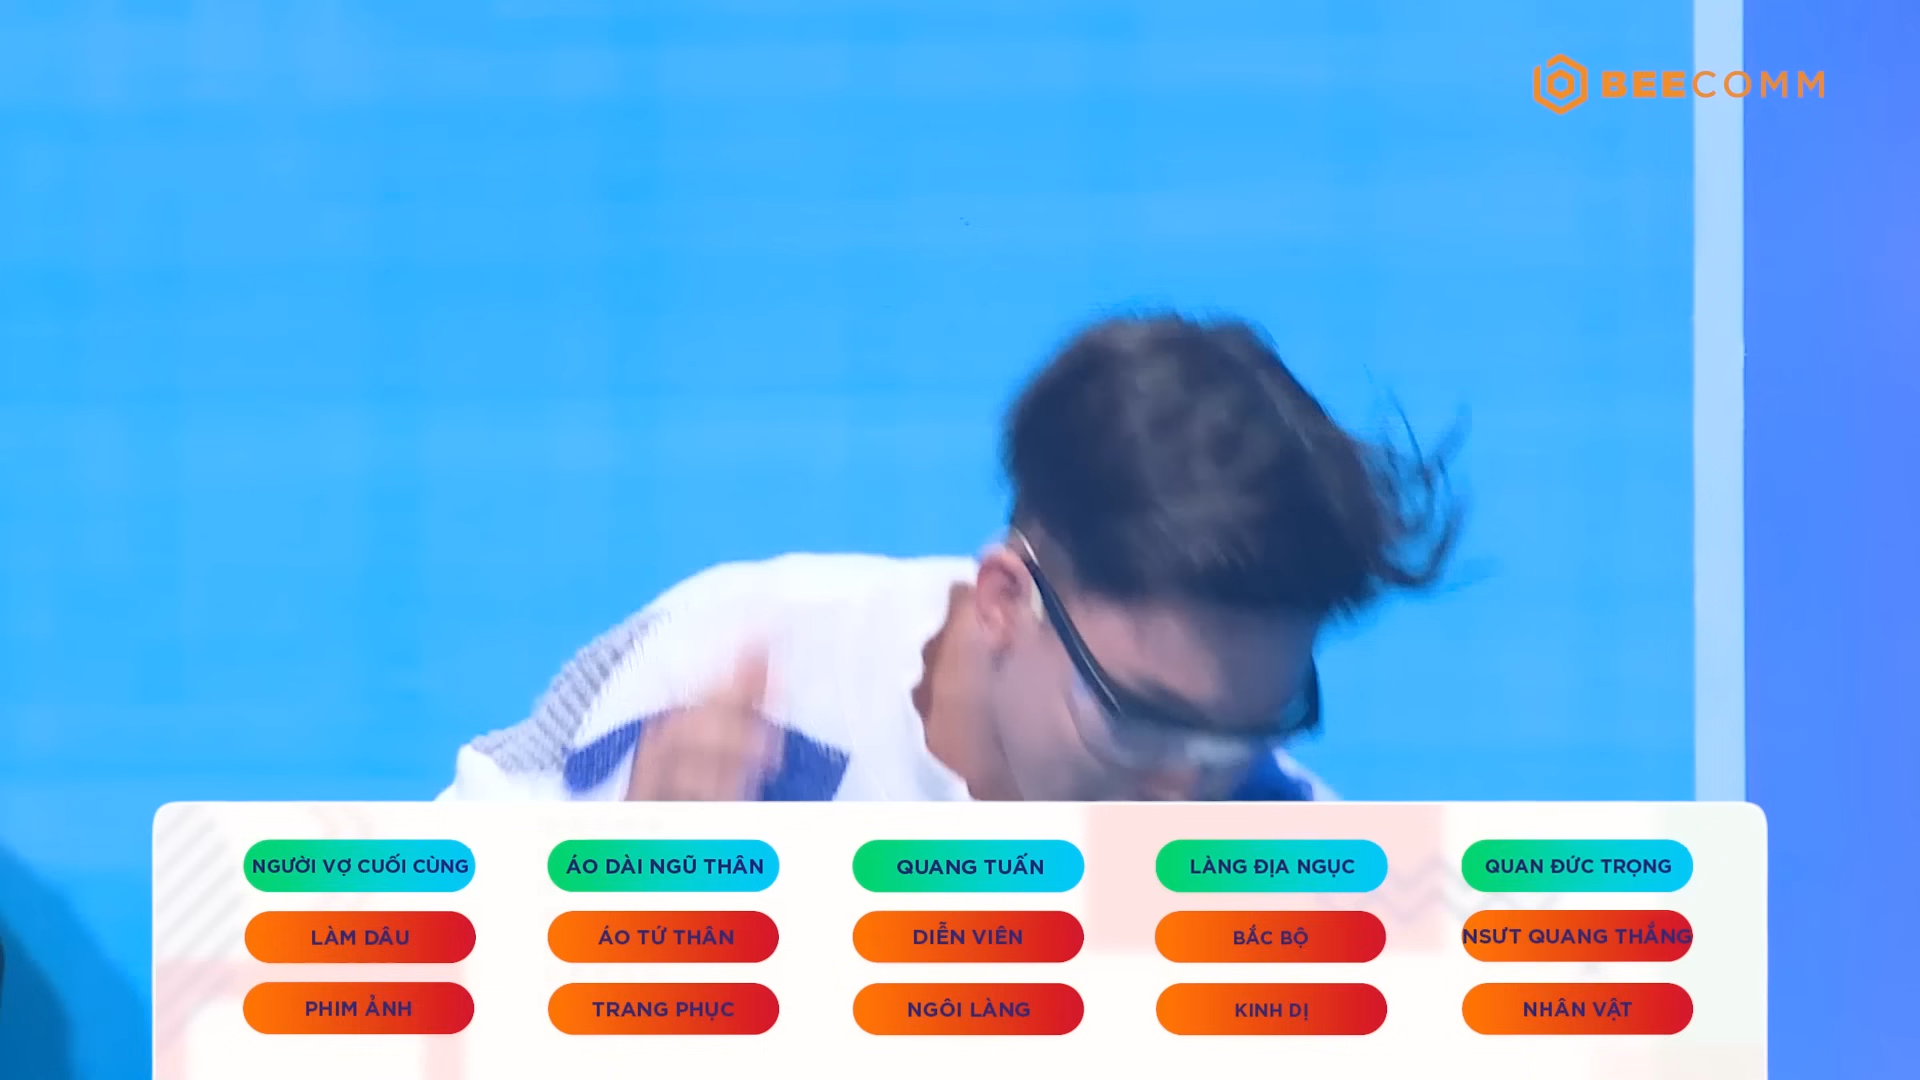 BEECOMM
NGƯỜI VỢ CUỐI CÙNG
ÁO DÀI NGŨ THÂN
QUANG TUẤN
LÀNG ĐỊA NGỤC
QUAN ĐỨC TRỌNG
LÀM DÂU
ÁO TỨ THÂN
DIỄN VIÊN
BẮC BỘ
NSƯT QUANG THẮNG
PHIM ẢNH
TRANG PHỤC
NGÔI LÀNG
KINH DỊ
NHÂN VẬT